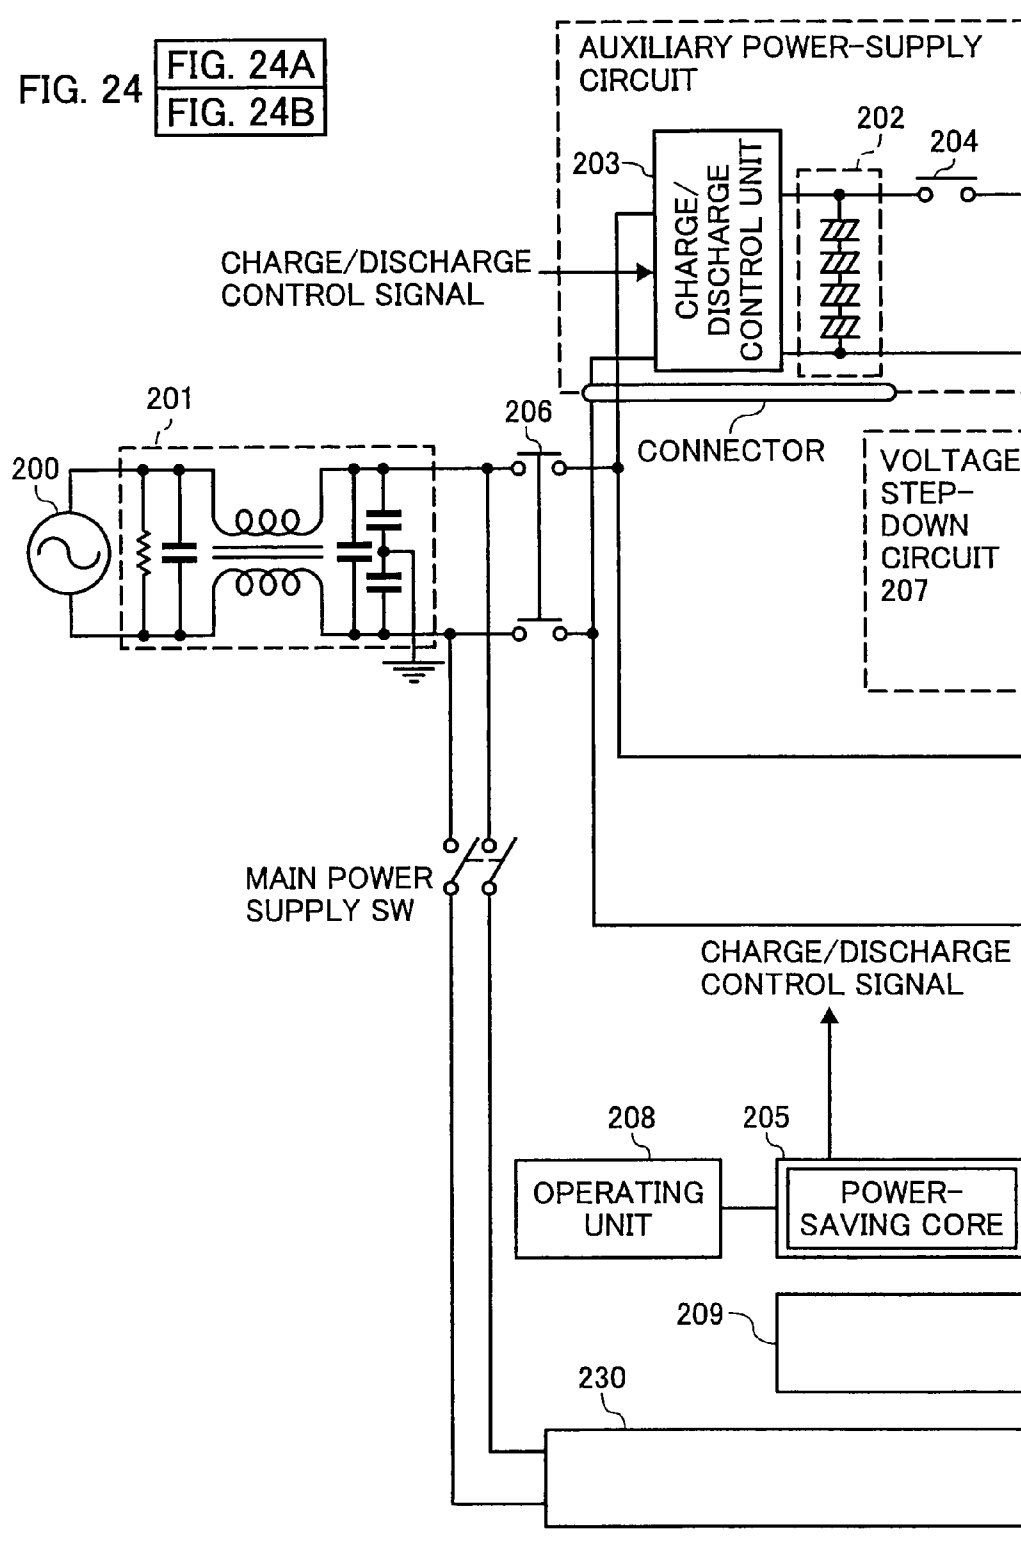 FIG. 24
FIG. 24A
FIG. 24B
AUXILIARY POWER-SUPPLY
CIRCUIT
202
204
203
CHARGE/
DISCHARGE
CONTROL UNIT
CHARGE/DISCHARGE
CONTROL SIGNAL
201
206
CONNECTOR
200
VOLTAGE
STEP-
DOWN
CIRCUIT
207
MAIN POWER
SUPPLY SW
CHARGE/DISCHARGE
CONTROL SIGNAL
208
205
OPERATING
UNIT
POWER-
SAVING CORE
209
230